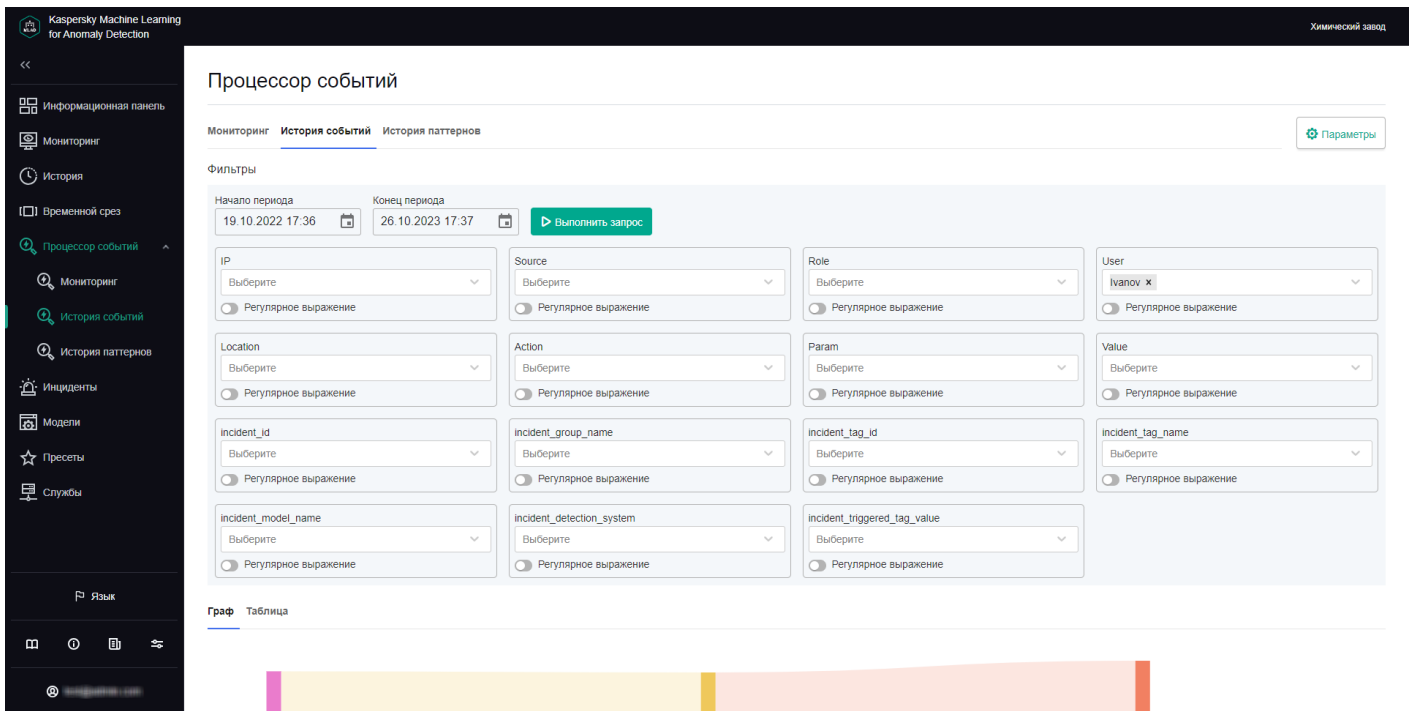 Kaspersky Machine Learning
for Anomaly Detection
Химический завод
MLAD
Информационная панель
Мониторинг
История
Временной срез
Процессор событий
Мониторинг
История событий
История паттернов
Инциденты
Модели
Пресеты
Службы
Язык
Процессор событий
Мониторинг История событий История паттернов
Параметры
Фильтры
Начало периода Конец периода
19.10.2022 17:36 26.10.2023 17:37 Выполнить запрос
IP Source Role User
Выберите Выберите Выберите Ivanov ×
Регулярное выражение Регулярное выражение Регулярное выражение Регулярное выражение
Location Action Param Value
Выберите Выберите Выберите Выберите
Регулярное выражение Регулярное выражение Регулярное выражение Регулярное выражение
incident_id incident_group_name incident_tag_id incident_tag_name
Выберите Выберите Выберите Выберите
Регулярное выражение Регулярное выражение Регулярное выражение Регулярное выражение
incident_model_name incident_detection_system incident_triggered_tag_value
Выберите Выберите Выберите
Регулярное выражение Регулярное выражение Регулярное выражение
Граф Таблица